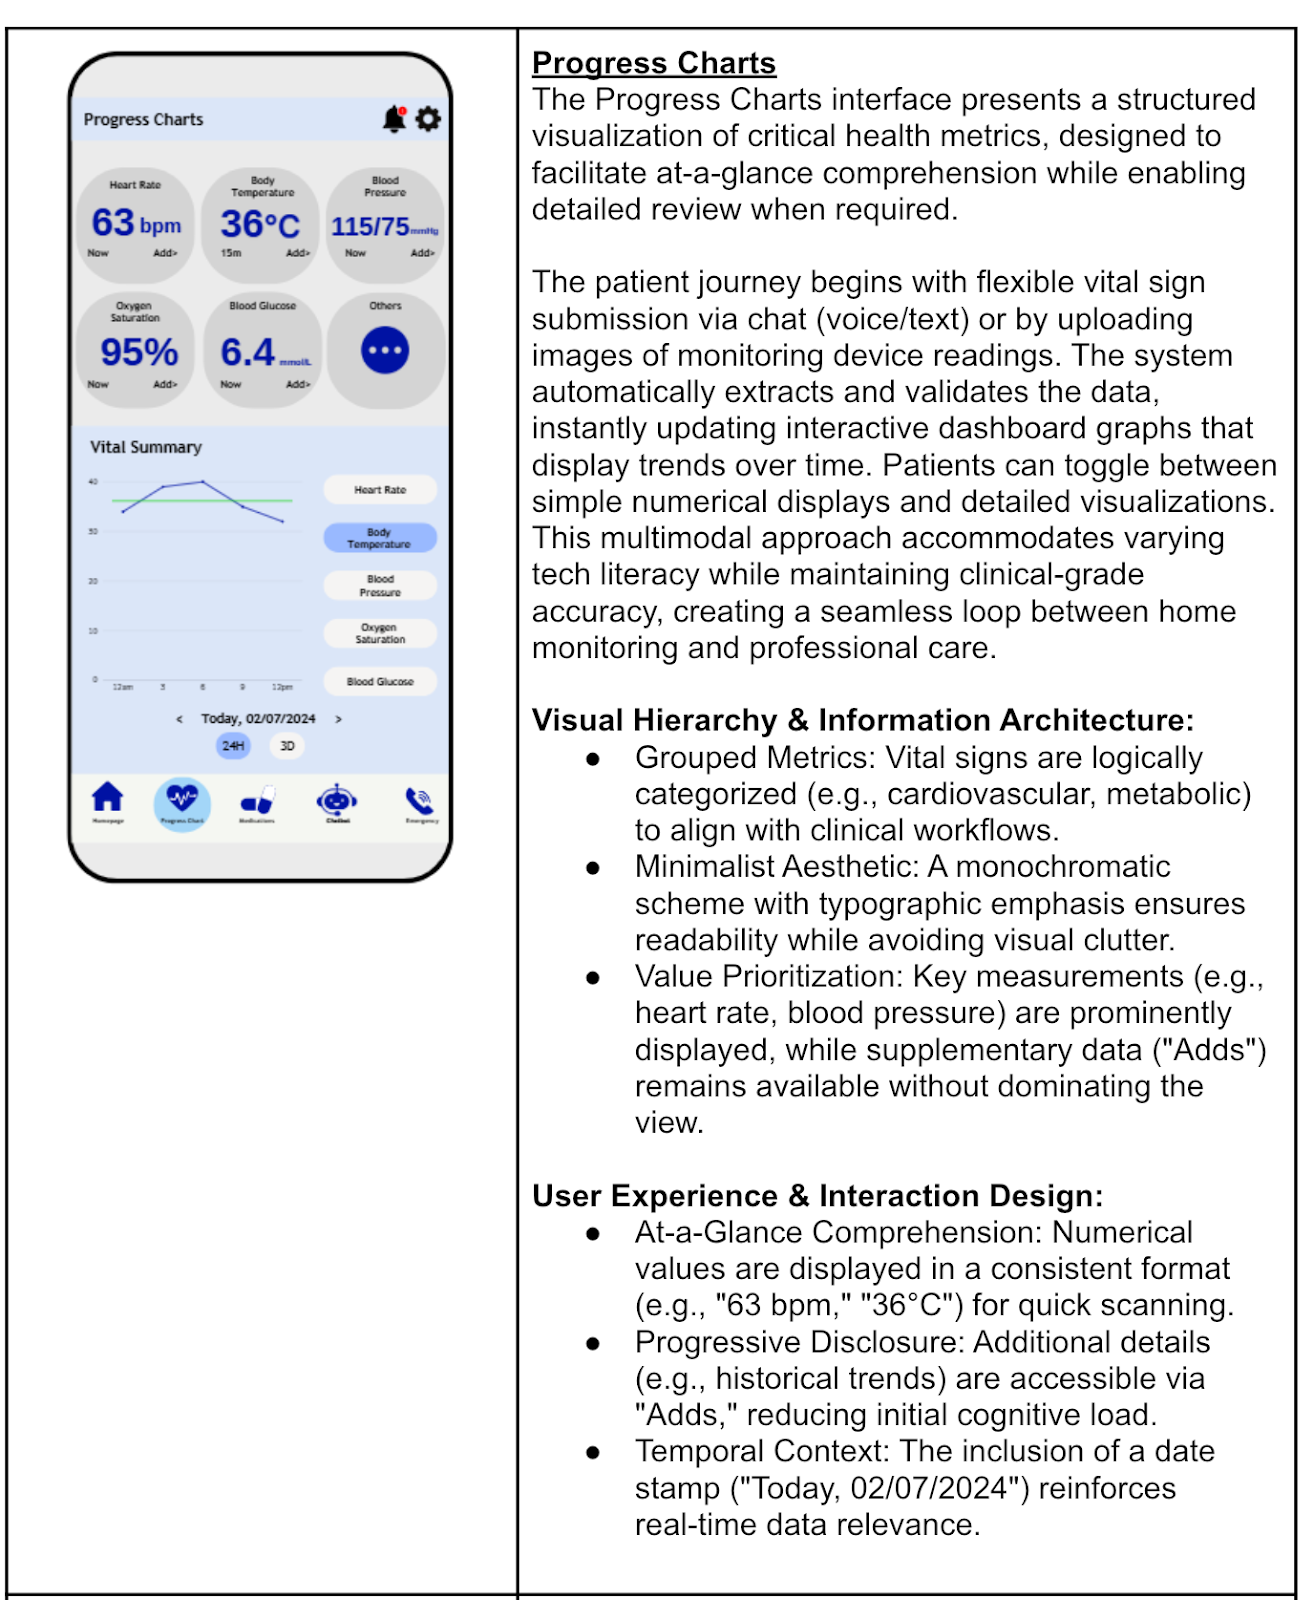 Progress Charts
Heart Rate
63 bpm
Now Add>
Body
Temperature
36°C
15m Add>
Blood
Pressure
115/75 mmHg
Now Add>
Oxygen
Saturation
95%
Now Add>
Blood Glucose
6.4 mmol/L
Now Add>
Others
Vital Summary
40
30
20
10
0
12am 3 6 9 12pm
Heart Rate
Body
Temperature
Blood
Pressure
Oxygen
Saturation
Blood Glucose
< Today, 02/07/2024 >
24H 3D
Homepage Progress Chart Medications Chatbot Emergency
Progress Charts
The Progress Charts interface presents a structured
visualization of critical health metrics, designed to
facilitate at-a-glance comprehension while enabling
detailed review when required.
The patient journey begins with flexible vital sign
submission via chat (voice/text) or by uploading
images of monitoring device readings. The system
automatically extracts and validates the data,
instantly updating interactive dashboard graphs that
display trends over time. Patients can toggle between
simple numerical displays and detailed visualizations.
This multimodal approach accommodates varying
tech literacy while maintaining clinical-grade
accuracy, creating a seamless loop between home
monitoring and professional care.
Visual Hierarchy & Information Architecture:
● Grouped Metrics: Vital signs are logically
categorized (e.g., cardiovascular, metabolic)
to align with clinical workflows.
● Minimalist Aesthetic: A monochromatic
scheme with typographic emphasis ensures
readability while avoiding visual clutter.
● Value Prioritization: Key measurements (e.g.,
heart rate, blood pressure) are prominently
displayed, while supplementary data ("Adds")
remains available without dominating the
view.
User Experience & Interaction Design:
● At-a-Glance Comprehension: Numerical
values are displayed in a consistent format
(e.g., "63 bpm," "36°C") for quick scanning.
● Progressive Disclosure: Additional details
(e.g., historical trends) are accessible via
"Adds," reducing initial cognitive load.
● Temporal Context: The inclusion of a date
stamp ("Today, 02/07/2024") reinforces
real-time data relevance.